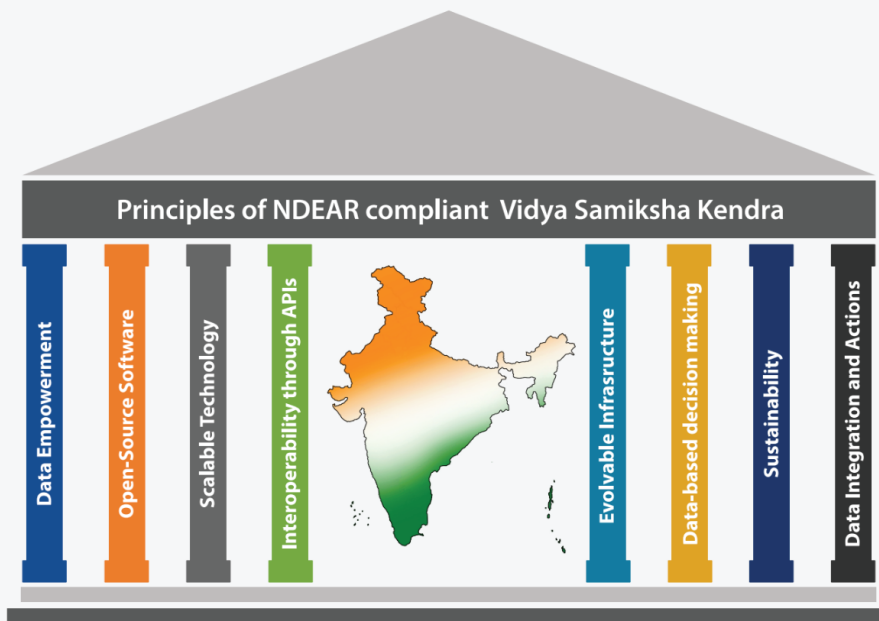 Principles of NDEAR compliant Vidya Samiksha Kendra
Data Empowerment
Open-Source Software
Scalable Technology
Interoperability through APIs
Evolvable Infrasructure
Data-based decision making
Sustainability
Data Integration and Actions